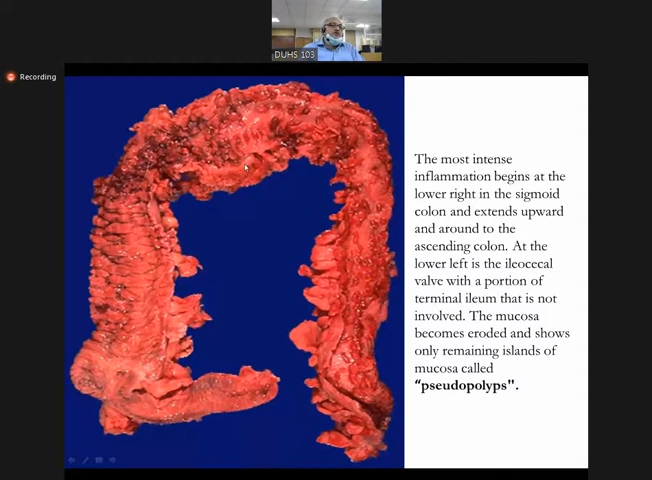 DUHS 103
Recording
The most intense
inflammation begins at the
lower right in the sigmoid
colon and extends upward
and around to the
ascending colon. At the
lower left is the ileocecal
valve with a portion of
terminal ileum that is not
involved. The mucosa
becomes eroded and shows
only remaining islands of
mucosa called
“pseudopolyps".